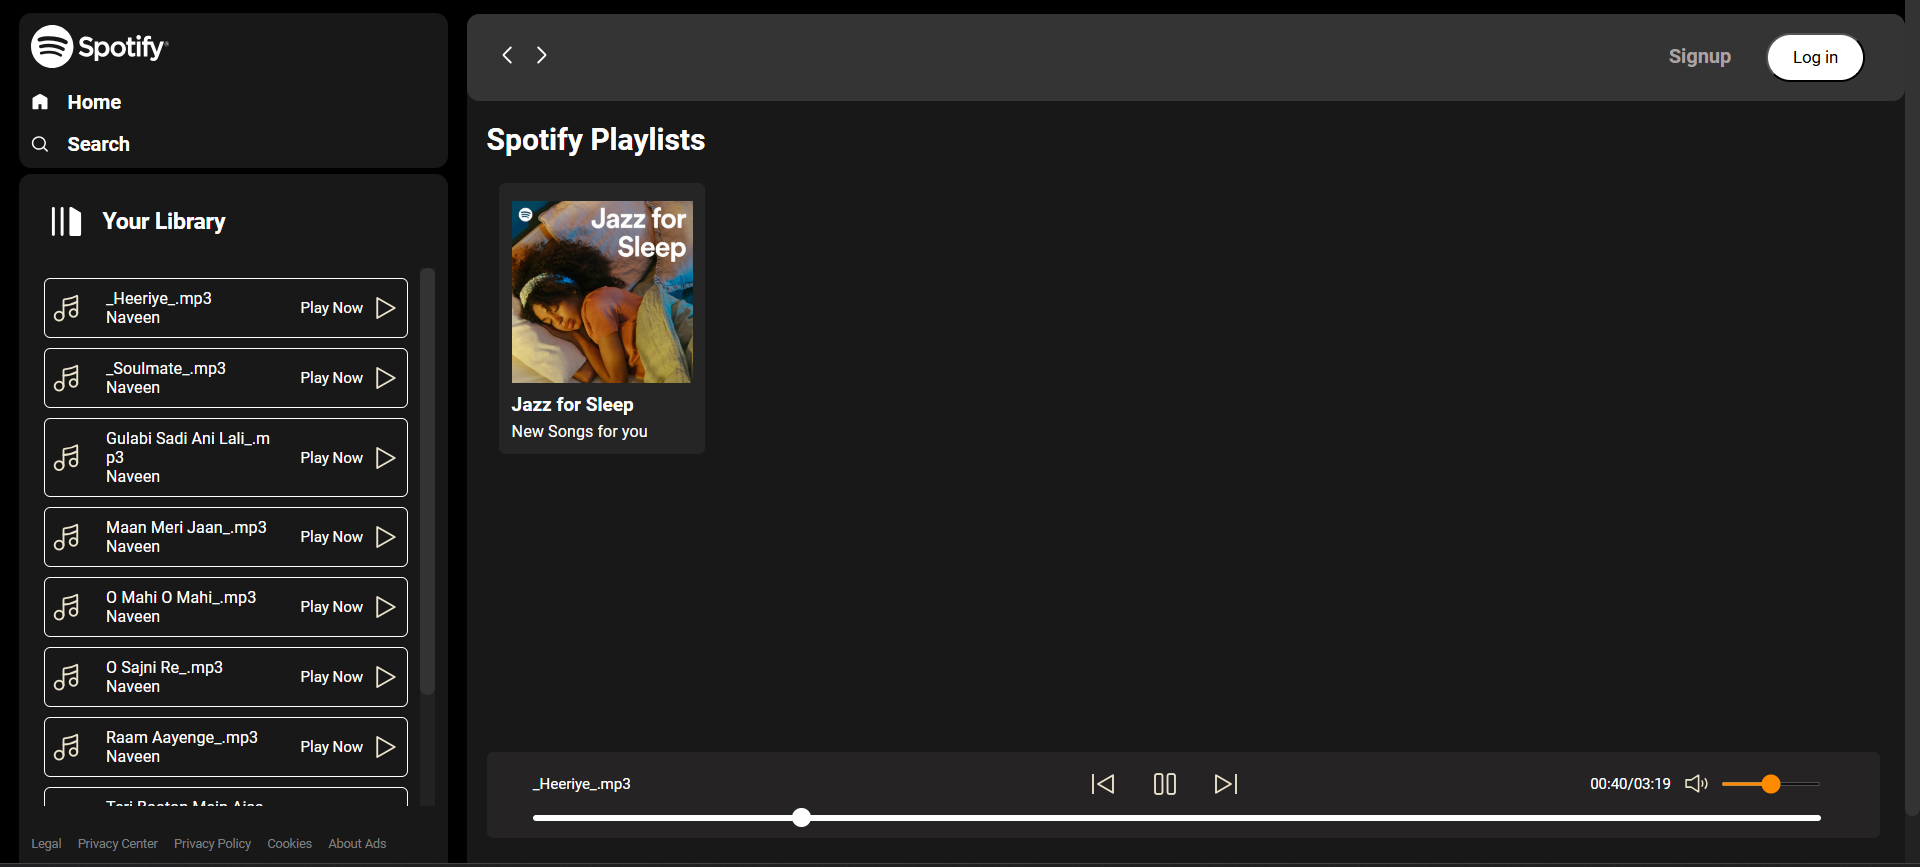 Spotify®
Home
Search
Your Library
_Heeriye_.mp3
Naveen
Play Now
_Soulmate_.mp3
Naveen
Play Now
Gulabi Sadi Ani Lali_.m
p3
Naveen
Play Now
Maan Meri Jaan_.mp3
Naveen
Play Now
O Mahi O Mahi_.mp3
Naveen
Play Now
O Sajni Re_.mp3
Naveen
Play Now
Raam Aayenge_.mp3
Naveen
Play Now
Legal Privacy Center Privacy Policy Cookies About Ads
Signup
Log in
Spotify Playlists
Jazz for
Sleep
Jazz for Sleep
New Songs for you
_Heeriye_.mp3
00:40/03:19